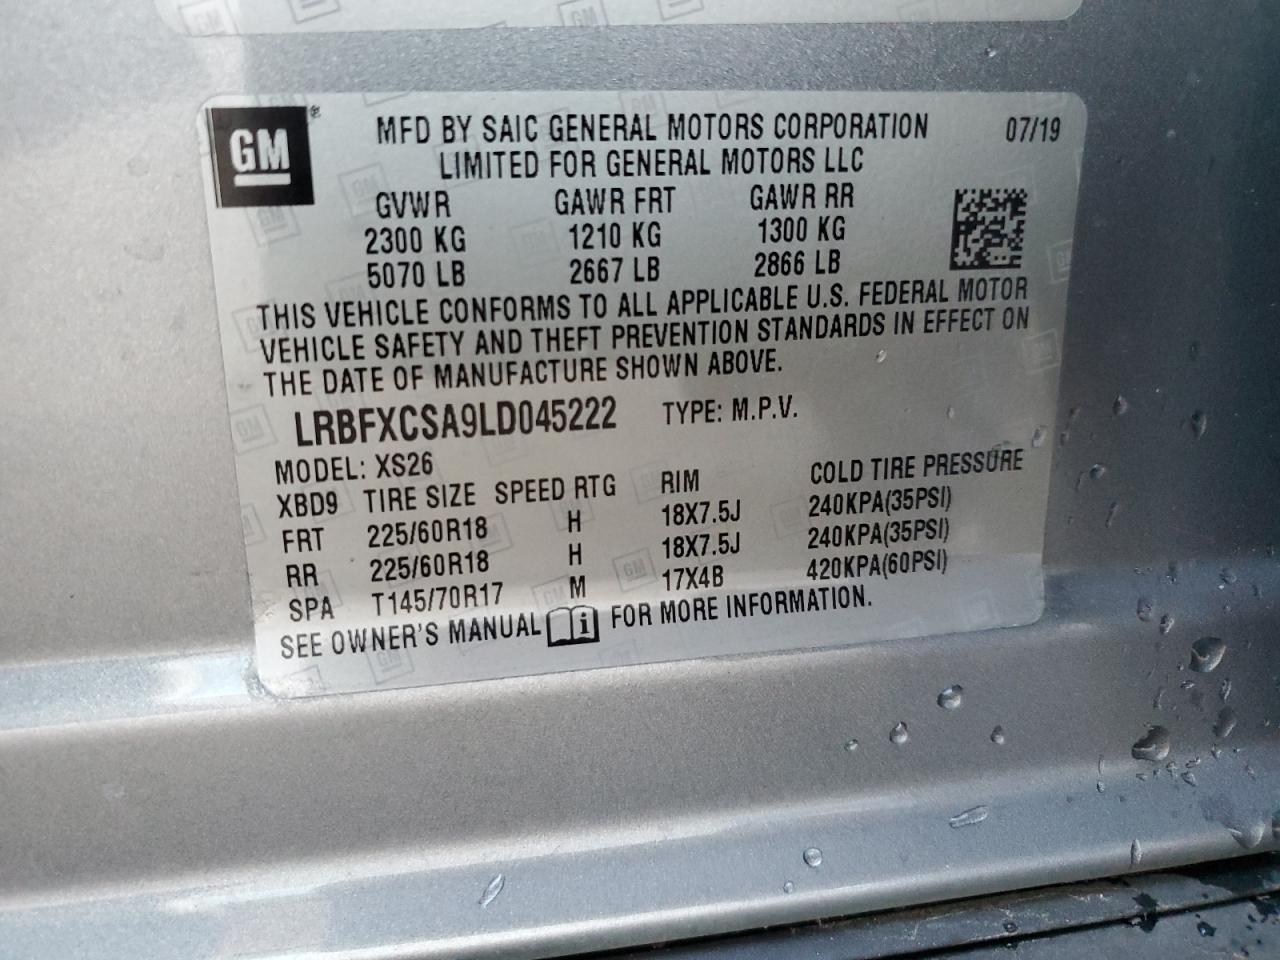 GM ®
MFD BY SAIC GENERAL MOTORS CORPORATION 07/19
LIMITED FOR GENERAL MOTORS LLC
GVWR GAWR FRT GAWR RR
2300 KG 1210 KG 1300 KG
5070 LB 2667 LB 2866 LB
THIS VEHICLE CONFORMS TO ALL APPLICABLE U.S. FEDERAL MOTOR
VEHICLE SAFETY AND THEFT PREVENTION STANDARDS IN EFFECT ON
THE DATE OF MANUFACTURE SHOWN ABOVE.
LRBFXCSA9LD045222 TYPE: M.P.V.
MODEL: XS26
XBD9 TIRE SIZE SPEED RTG RIM COLD TIRE PRESSURE
FRT 225/60R18 H 18X7.5J 240KPA(35PSI)
RR 225/60R18 H 18X7.5J 240KPA(35PSI)
SPA T145/70R17 M 17X4B 420KPA(60PSI)
SEE OWNER'S MANUAL i FOR MORE INFORMATION.